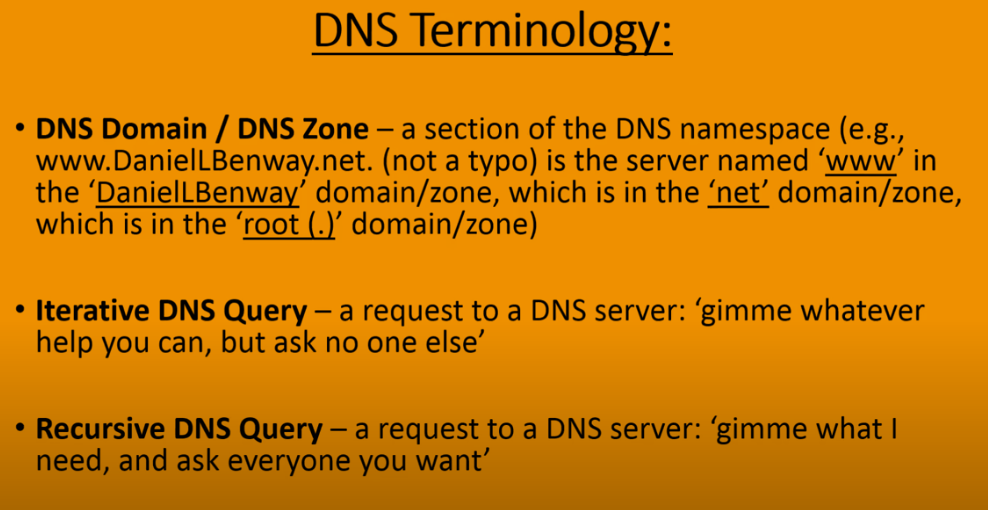 DNS Terminology:
• DNS Domain / DNS Zone – a section of the DNS namespace (e.g.,
www.DanielLBenway.net. (not a typo) is the server named ‘www’ in
the ‘DanielLBenway’ domain/zone, which is in the ‘net’ domain/zone,
which is in the ‘root (.)’ domain/zone)
• Iterative DNS Query – a request to a DNS server: ‘gimme whatever
help you can, but ask no one else’
• Recursive DNS Query – a request to a DNS server: ‘gimme what I
need, and ask everyone you want’